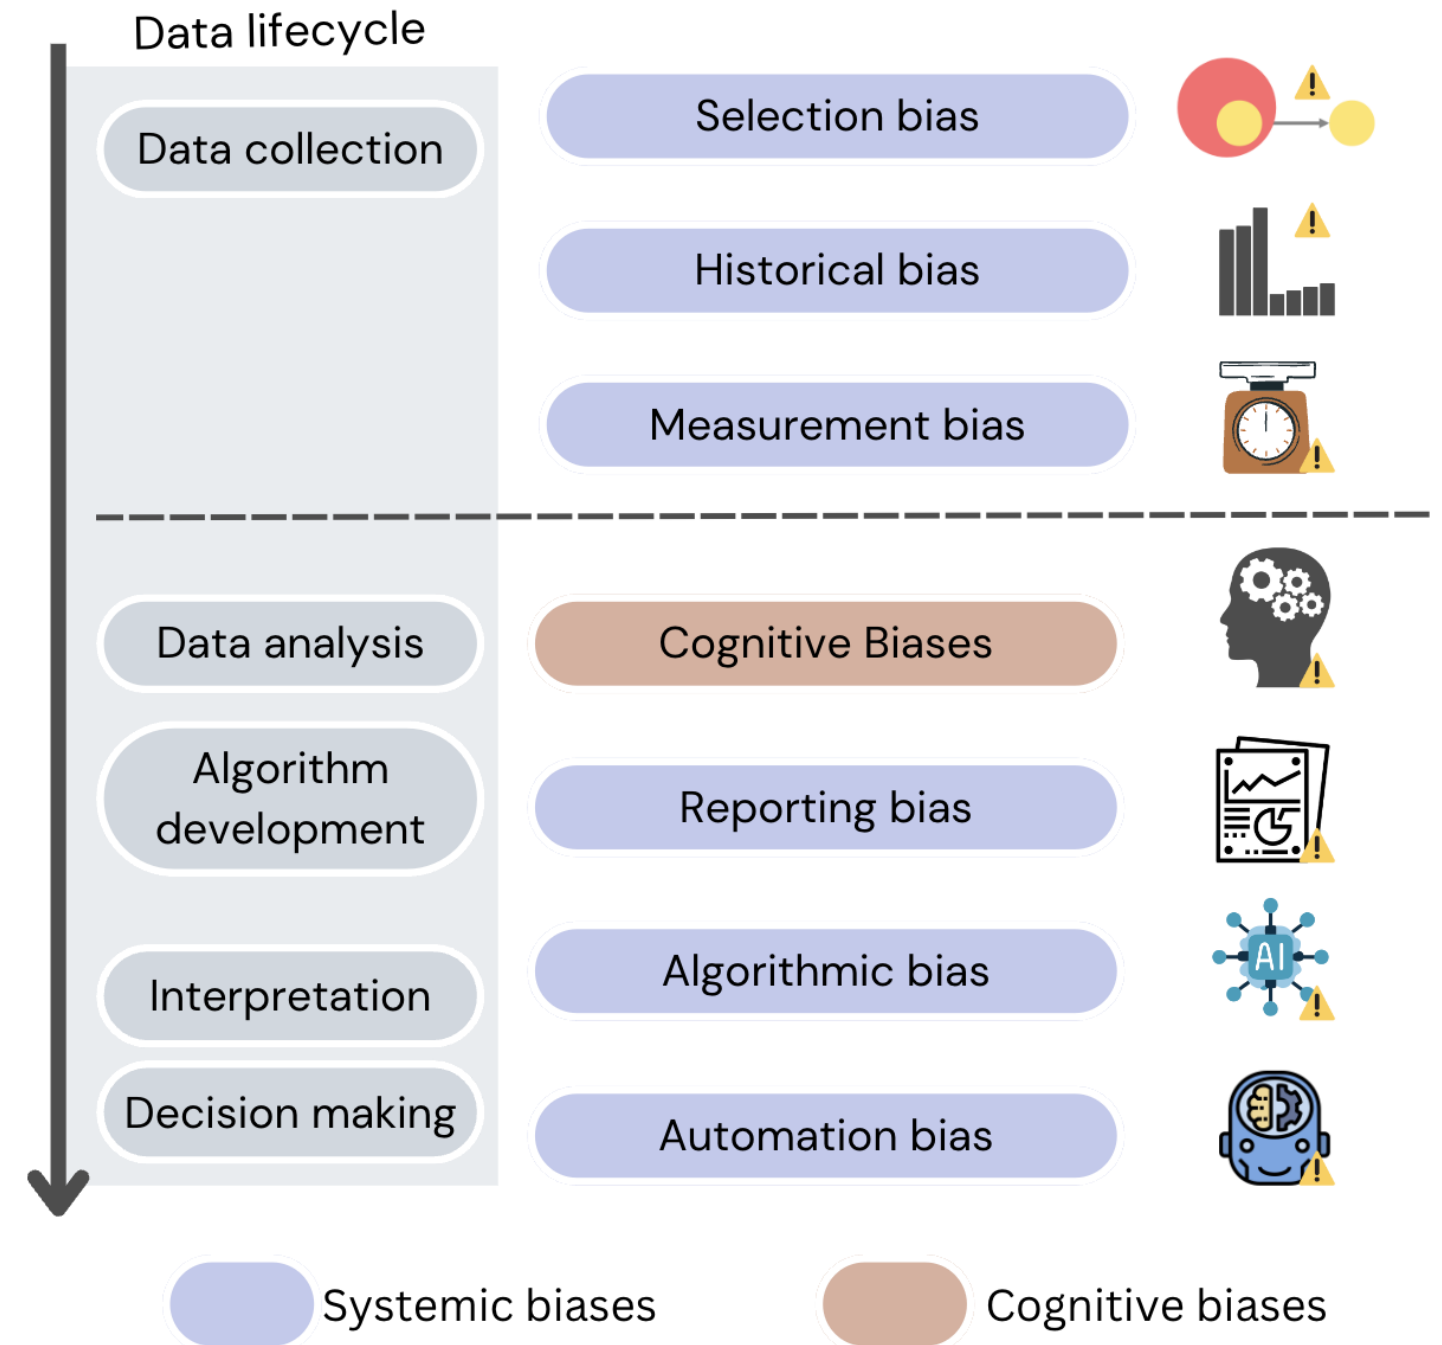 Data lifecycle
Data collection
Selection bias
Historical bias
Measurement bias
Data analysis
Cognitive Biases
Algorithm
development
Reporting bias
Interpretation
Algorithmic bias
AI
Decision making
Automation bias
Systemic biases
Cognitive biases